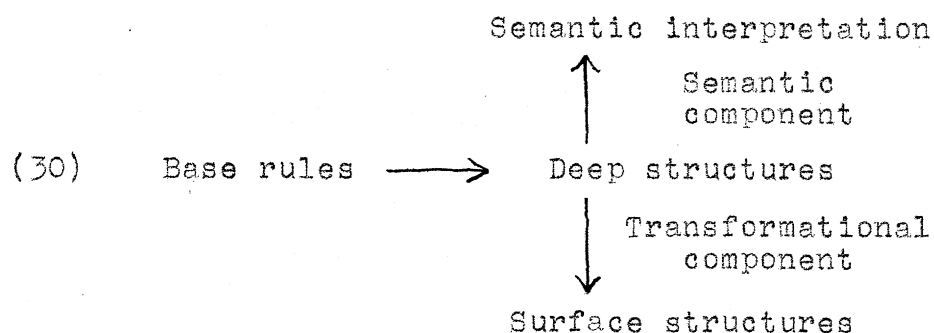 Semantic interpretation
Semantic
component
(30) Base rules Deep structures
Transformational
component
Surface structures